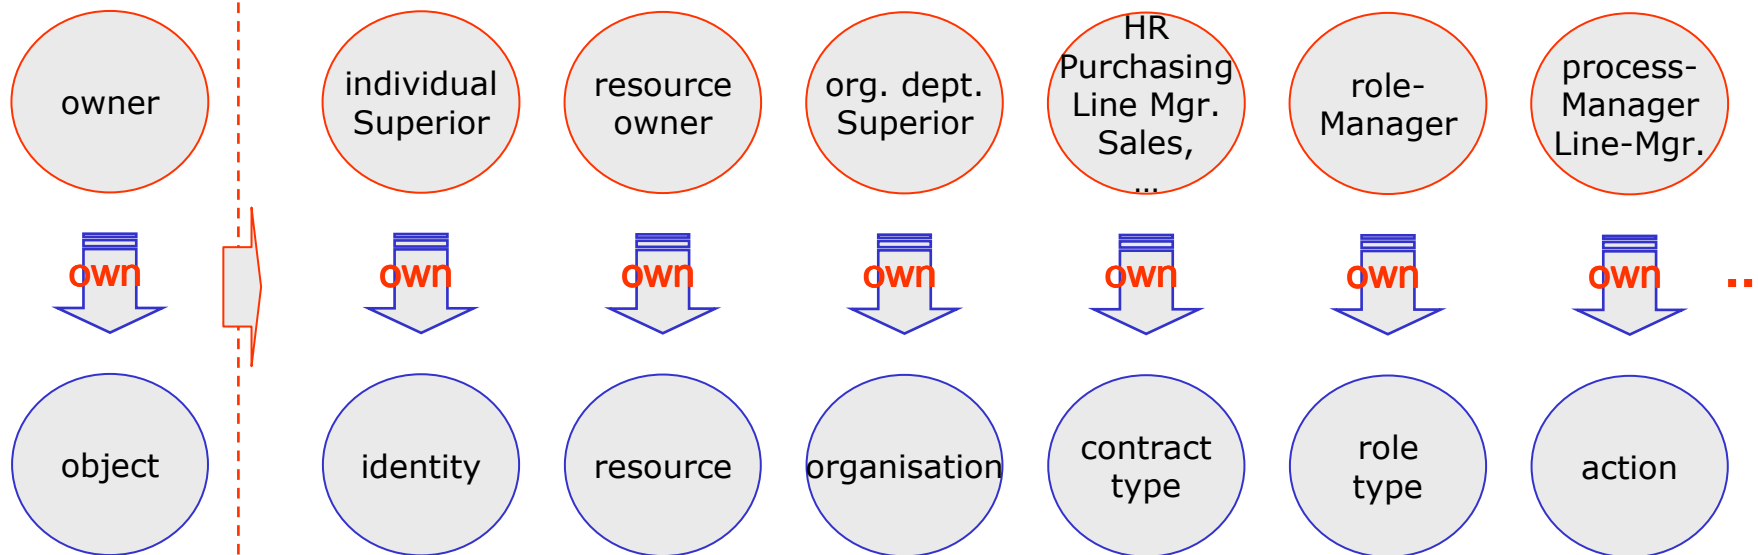 owner
individual
Superior
resource
owner
org. dept.
Superior
HR
Purchasing
Line Mgr.
Sales,
...
role-
Manager
process-
Manager
Line-Mgr.
own
own
own
own
own
own
own
..
object
identity
resource
organisation
contract
type
role
type
action